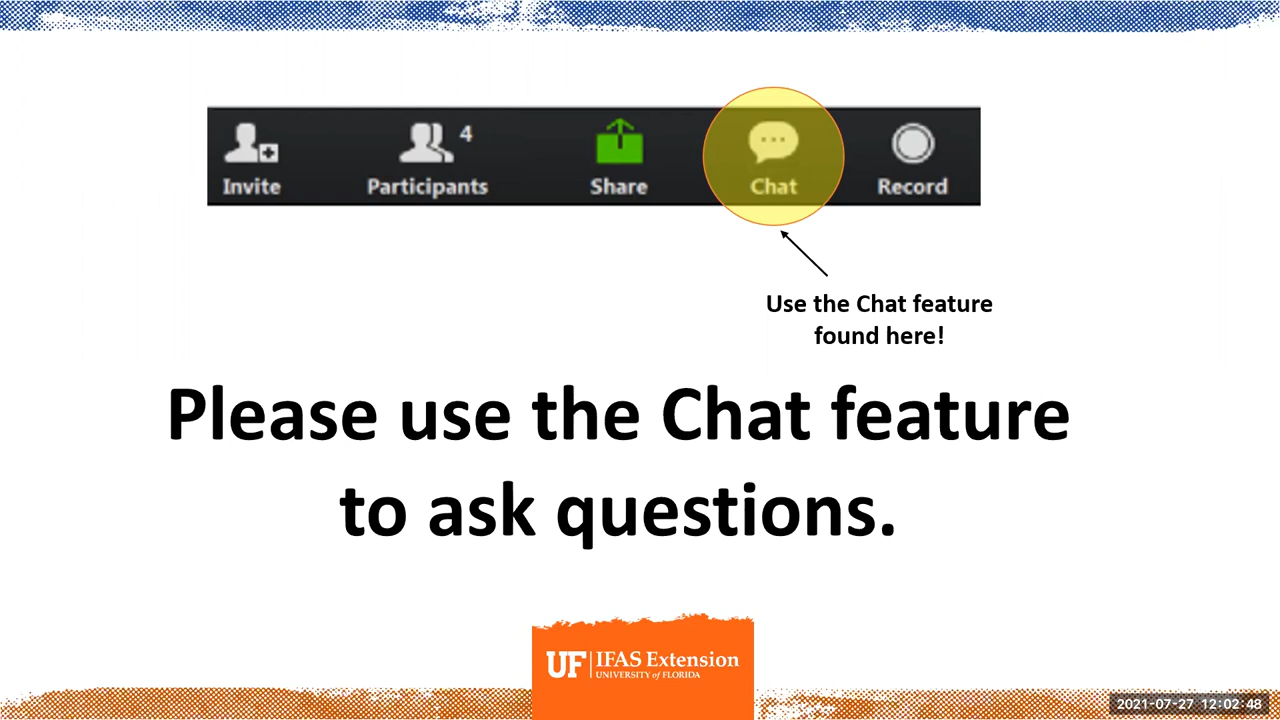 4
Invite Participants Share Chat Record
Use the Chat feature
found here!
Please use the Chat feature
to ask questions.
UF IFAS Extension
UNIVERSITY of FLORIDA
2021-07-27 12:02:48